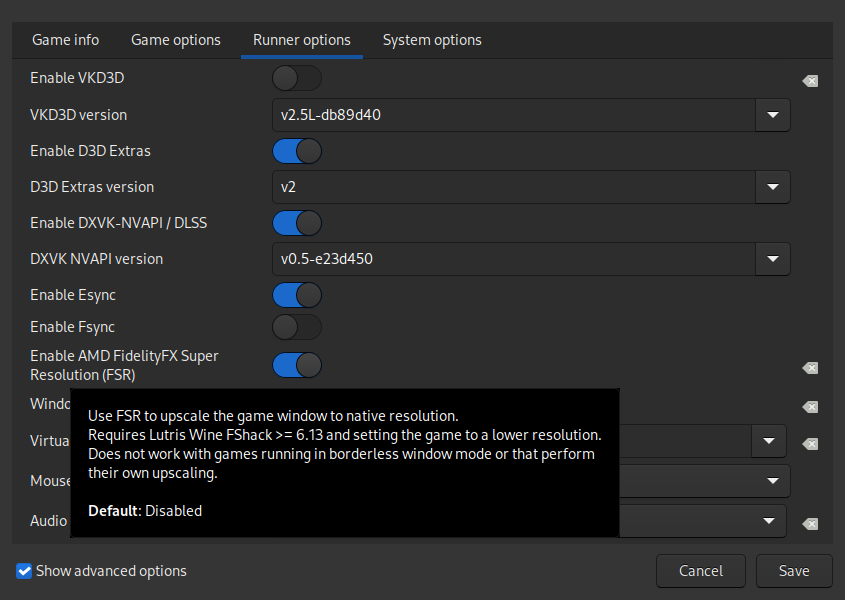 Game info Game options Runner options System options
Enable VKD3D
VKD3D version v2.5L-db89d40
Enable D3D Extras
D3D Extras version v2
Enable DXVK-NVAPI / DLSS
DXVK NVAPI version v0.5-e23d450
Enable Esync
Enable Fsync
Enable AMD FidelityFX Super
Resolution (FSR)
Windo
Use FSR to upscale the game window to native resolution.
Requires Lutris Wine FShack >= 6.13 and setting the game to a lower resolution.
Virtua
Does not work with games running in borderless window mode or that perform
their own upscaling.
Mouse
Default: Disabled
Audio
Show advanced options Cancel Save